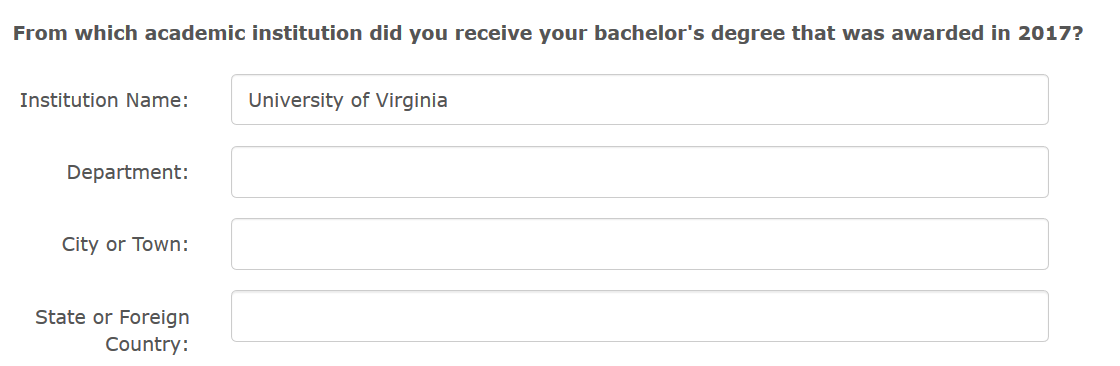 From which academic institution did you receive your bachelor's degree that was awarded in 2017?
Institution Name: University of Virginia
Department:
City or Town:
State or Foreign
Country: